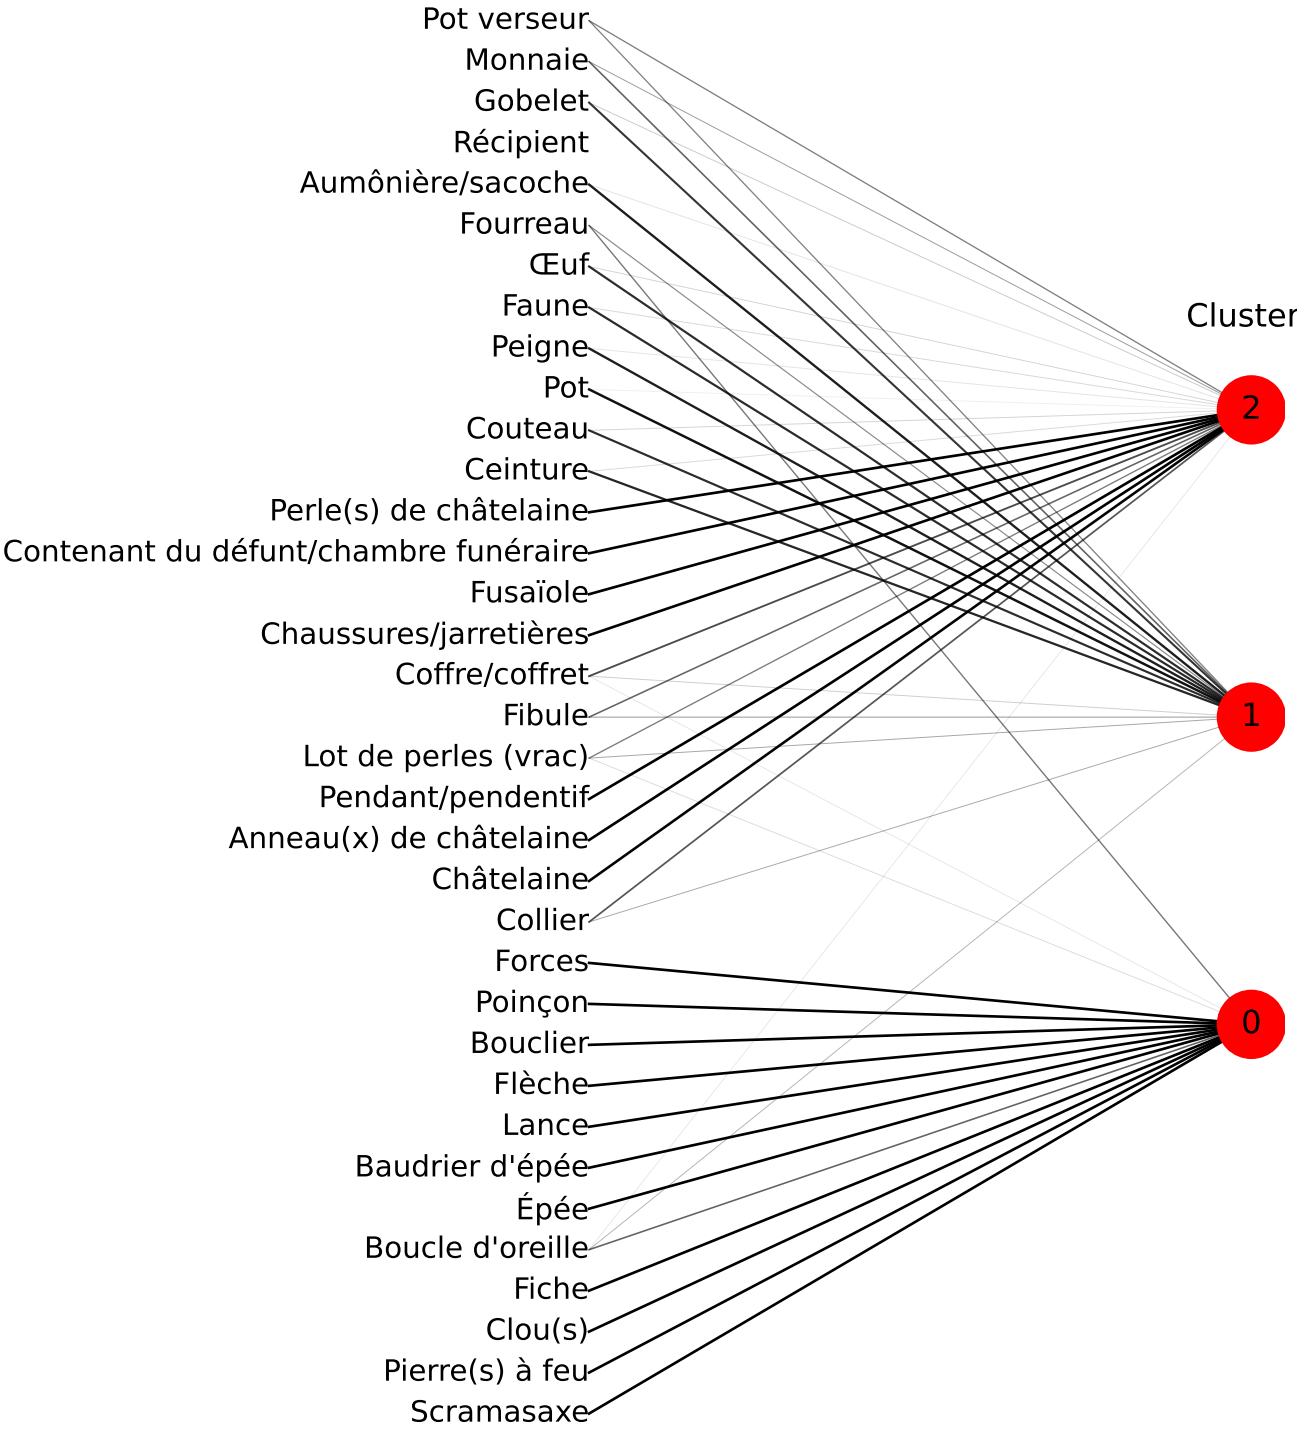 Pot verseur
Monnaie
Gobelet
Récipient
Aumônière/sacoche
Fourreau
Œuf
Faune
Peigne
Pot
Couteau
Ceinture
Perle(s) de châtelaine
Contenant du défunt/chambre funéraire
Fusaïole
Chaussures/jarretières
Coffre/coffret
Fibule
Lot de perles (vrac)
Pendant/pendentif
Anneau(x) de châtelaine
Châtelaine
Collier
Forces
Poinçon
Bouclier
Flèche
Lance
Baudrier d'épée
Épée
Boucle d'oreille
Fiche
Clou(s)
Pierre(s) à feu
Scramasaxe
Cluster
2
1
0